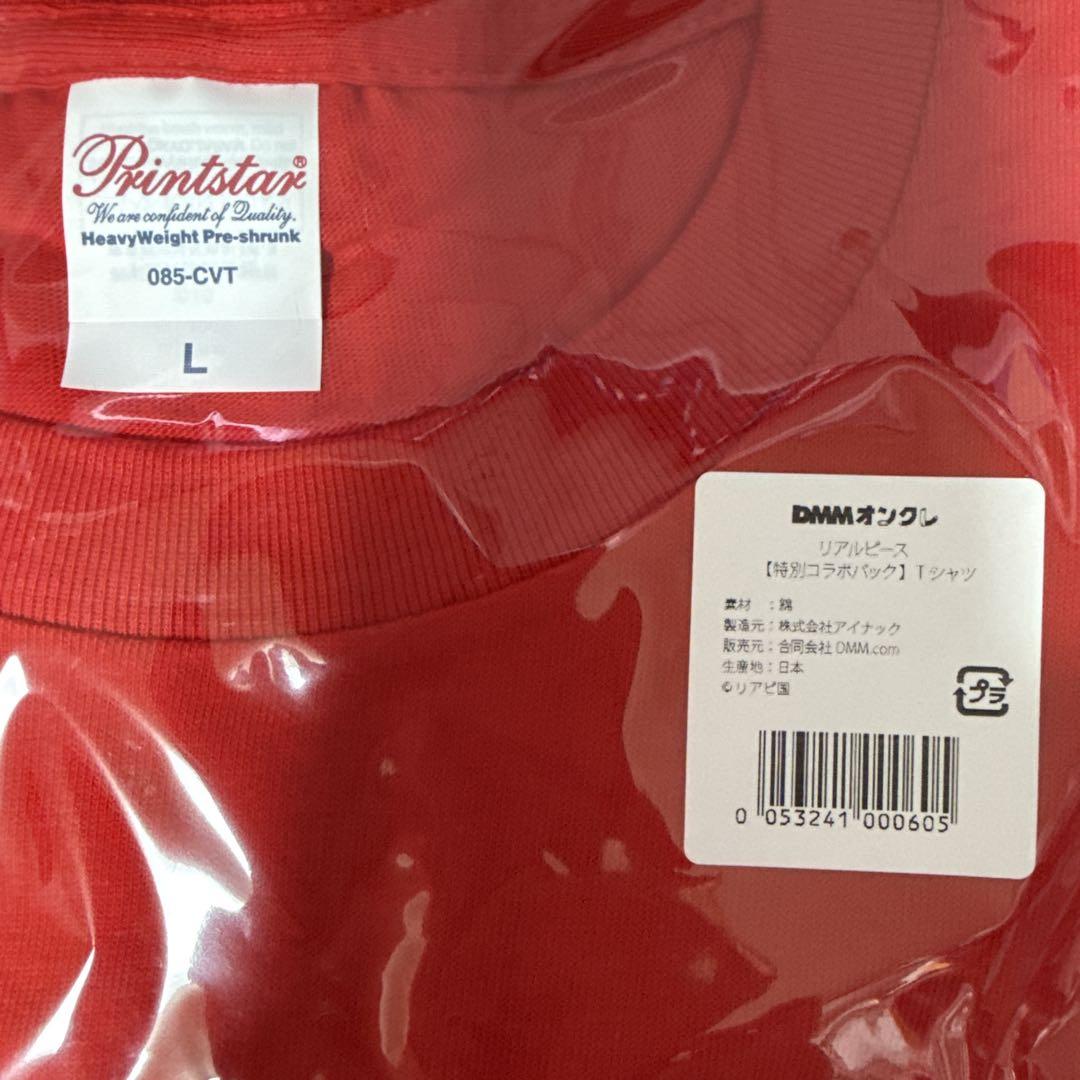 Printstar®
We are confident of Quality.
HeavyWeight Pre-shrunk
085-CVT
L
DMMオンクレ
リアルピース
【特別コラボパック】Tシャツ
素材 ：綿
製造元：株式会社アイナック
販売元：合同会社DMM.com
生産地：日本
©リアピ国
プラ
0 053241 000605